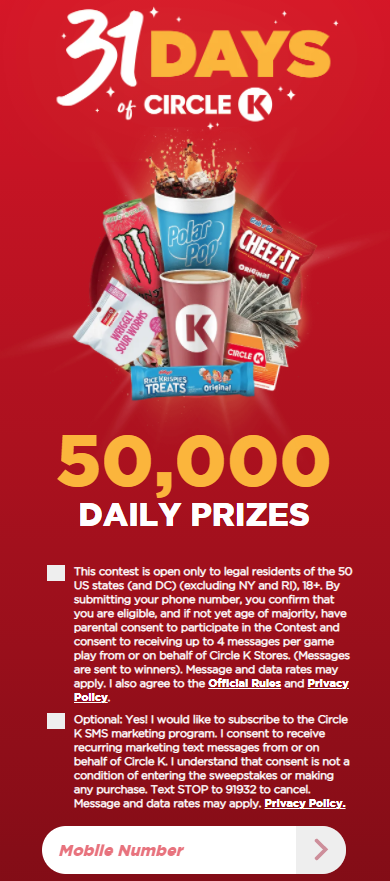 31 DAYS
of CIRCLE K
Polar
Pop
CHEEZ-IT
ORIGINAL
WRIGGLY
SOUR WORMS
K
CIRCLE K
RICE KRISPIES
TREATS
Original
50,000
DAILY PRIZES
This contest is open only to legal residents of the 50
US states (and DC) (excluding NY and RI), 18+. By
submitting your phone number, you confirm that
you are eligible, and if not yet age of majority, have
parental consent to participate in the Contest and
consent to receiving up to 4 messages per game
play from or on behalf of Circle K Stores. (Messages
are sent to winners). Message and data rates may
apply. I also agree to the Official Rules and Privacy
Policy.
Optional: Yes! I would like to subscribe to the Circle
K SMS marketing program. I consent to receive
recurring marketing text messages from or on
behalf of Circle K. I understand that consent is not a
condition of entering the sweepstakes or making
any purchase. Text STOP to 91932 to cancel.
Message and data rates may apply. Privacy Policy.
Mobile Number